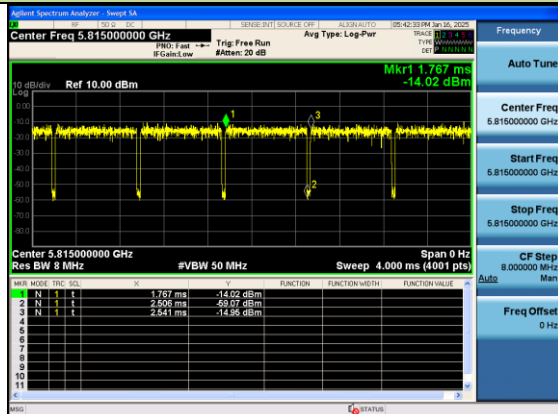 Agilent Spectrum Analyzer - Swept SA
RF 50 Ω DC SENSE:INT SOURCE OFF ALIGN AUTO 05:42:33 PM Jan 16, 2025
Center Freq 5.815000000 GHz Avg Type: Log-Pwr TRACE 1 2 3 4 5 6
PNO: Fast Trig: Free Run TYPE
IFGain:Low #Atten: 20 dB DET P N N N N N
Mkr1 1.767 ms
-14.02 dBm
10 dB/div Ref 10.00 dBm
Log
0.00
-10.0
-20.0
-30.0
-40.0
-50.0
-60.0
-70.0
-80.0
1
3
2
Center 5.815000000 GHz Span 0 Hz
Res BW 8 MHz #VBW 50 MHz Sweep 4.000 ms (4001 pts)
MKR MODE TRC SCL X Y FUNCTION FUNCTION WIDTH FUNCTION VALUE
1 N 1 t 1.767 ms -14.02 dBm
2 N 1 t 2.506 ms -59.07 dBm
3 N 1 t 2.541 ms -14.95 dBm
4
5
6
7
8
9
10
11
MSG STATUS
Frequency
Auto Tune
Center Freq
5.815000000 GHz
Start Freq
5.815000000 GHz
Stop Freq
5.815000000 GHz
CF Step
8.000000 MHz
Auto Man
Freq Offset
0 Hz